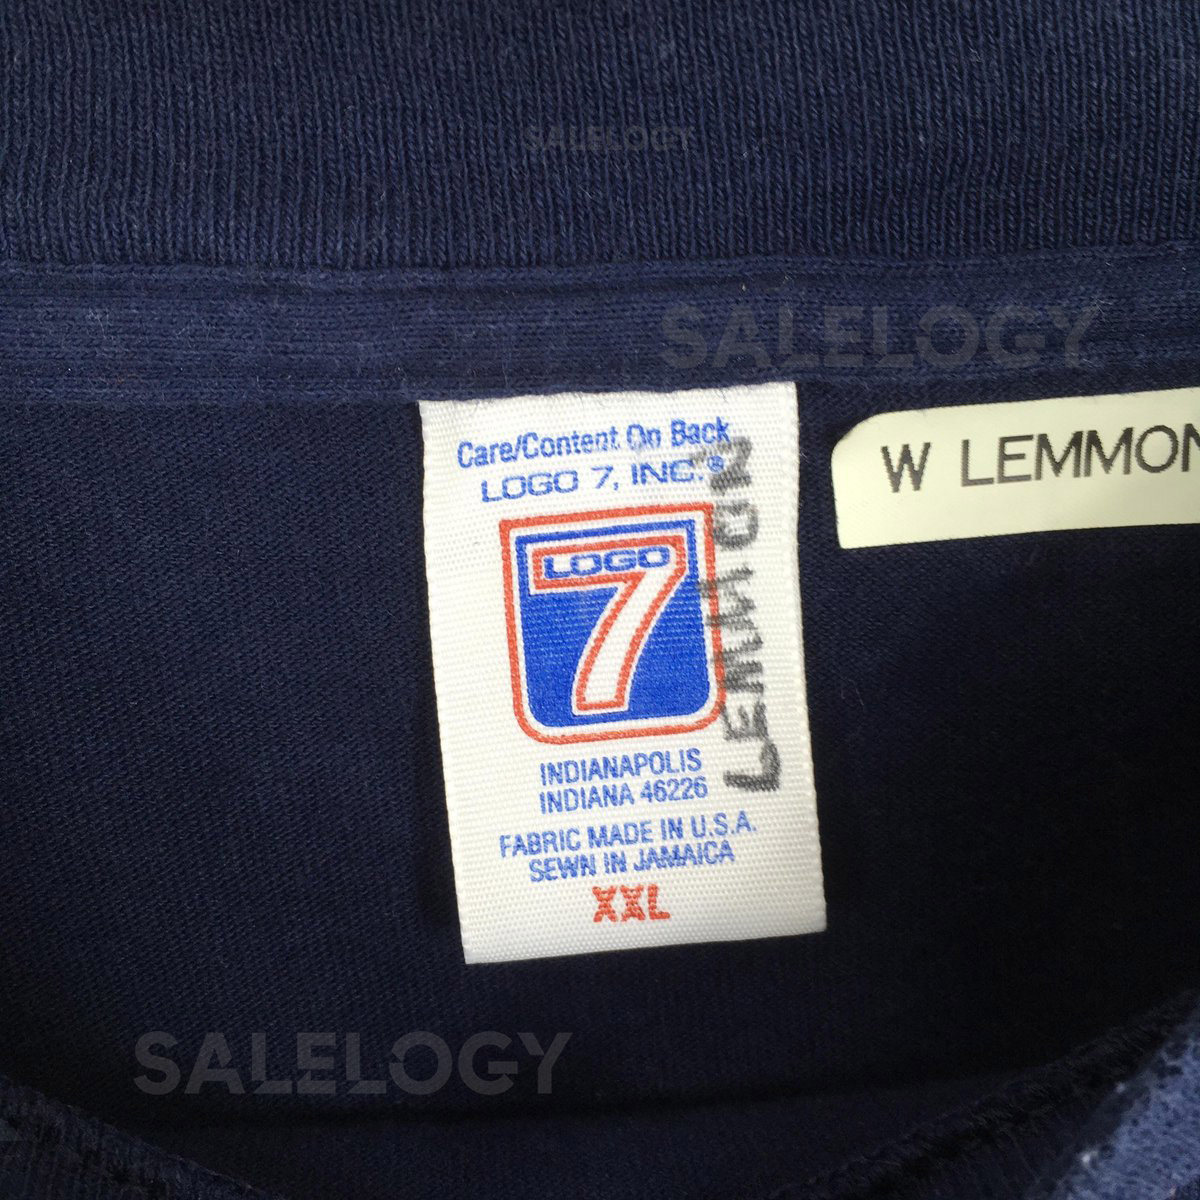 SALELOGY
SALELOGY
Care/Content On Back
LOGO 7, INC.®
LOGO
7
LEMMON
W LEMMON
INDIANAPOLIS
INDIANA 46226
FABRIC MADE IN U.S.A.
SEWN IN JAMAICA
XXL
SALELOGY